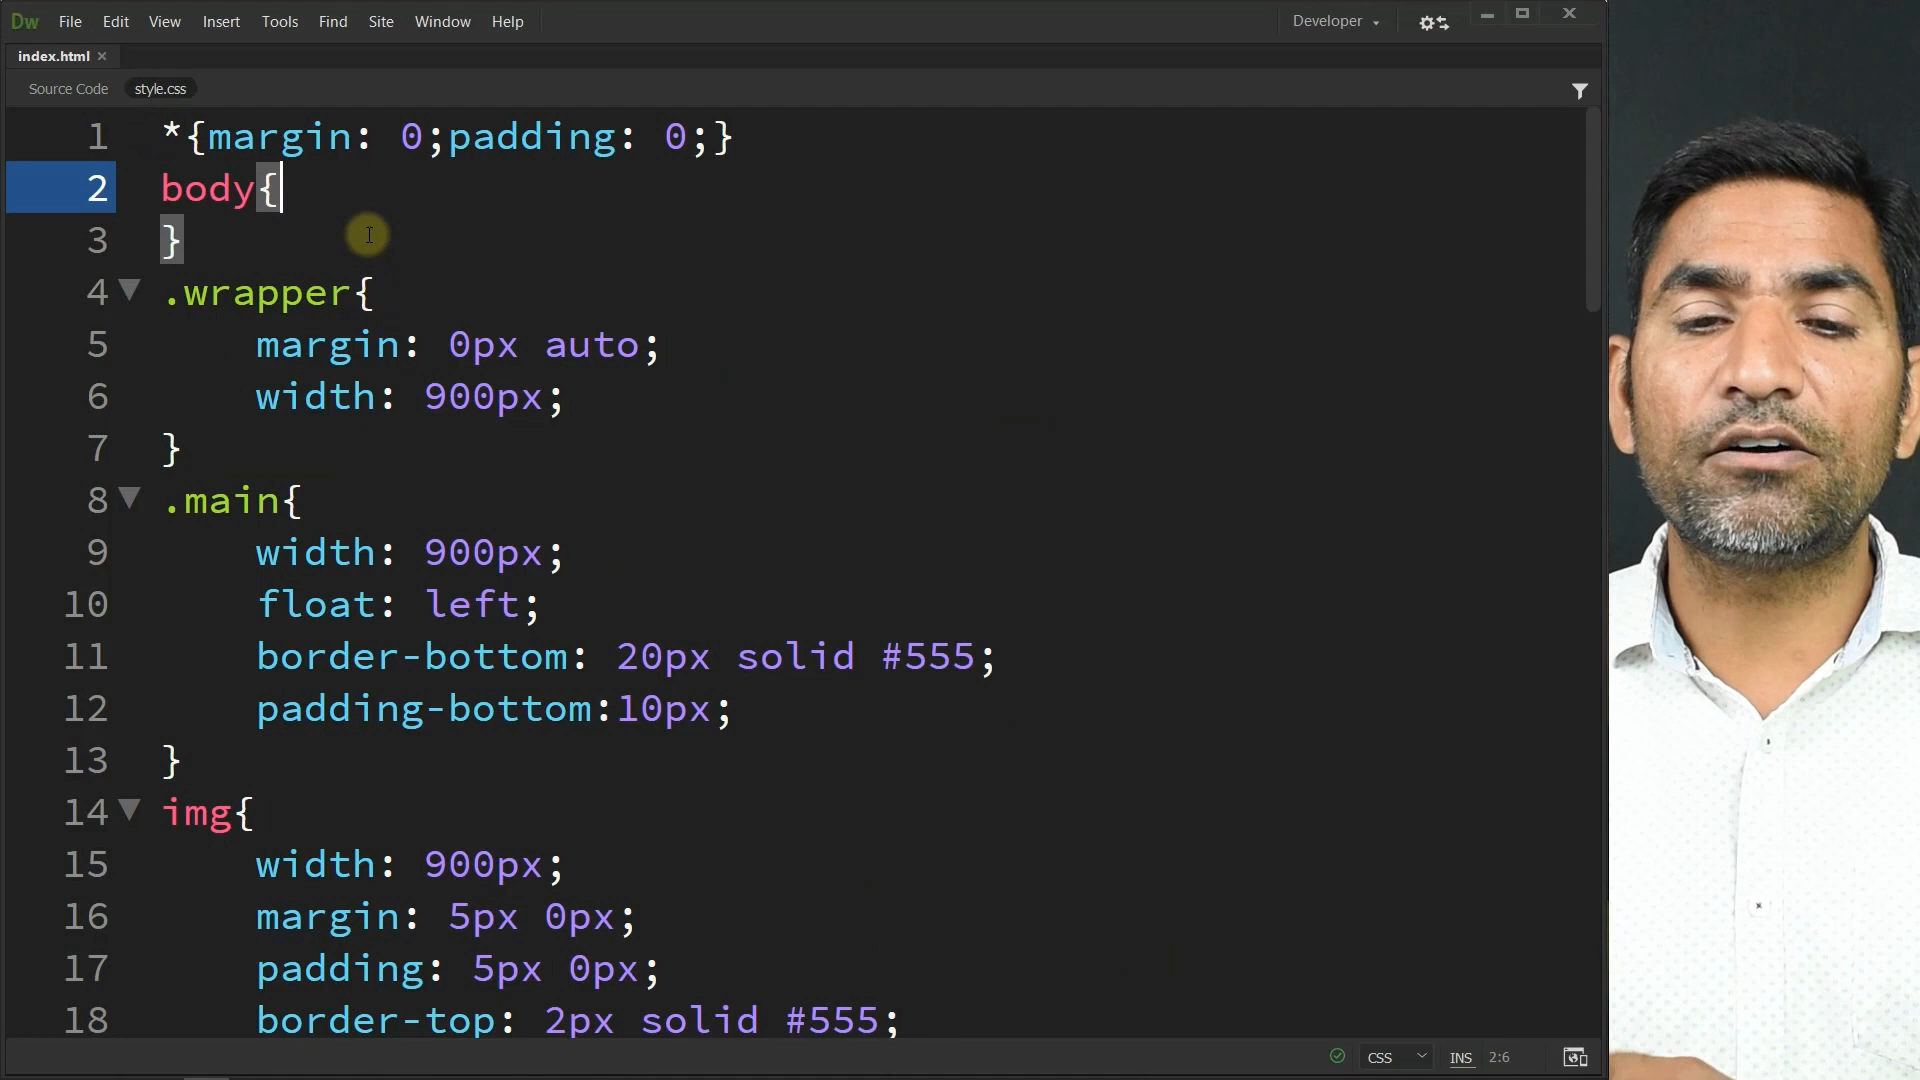 Dw File Edit View Insert Tools Find Site Window Help Developer
index.html
Source Code style.css
1 *{margin: 0;padding: 0;}
2 body{
3 }
4 .wrapper{
5 margin: 0px auto;
6 width: 900px;
7 }
8 .main{
9 width: 900px;
10 float: left;
11 border-bottom: 20px solid #555;
12 padding-bottom:10px;
13 }
14 img{
15 width: 900px;
16 margin: 5px 0px;
17 padding: 5px 0px;
18 border-top: 2px solid #555;
CSS INS 2:6